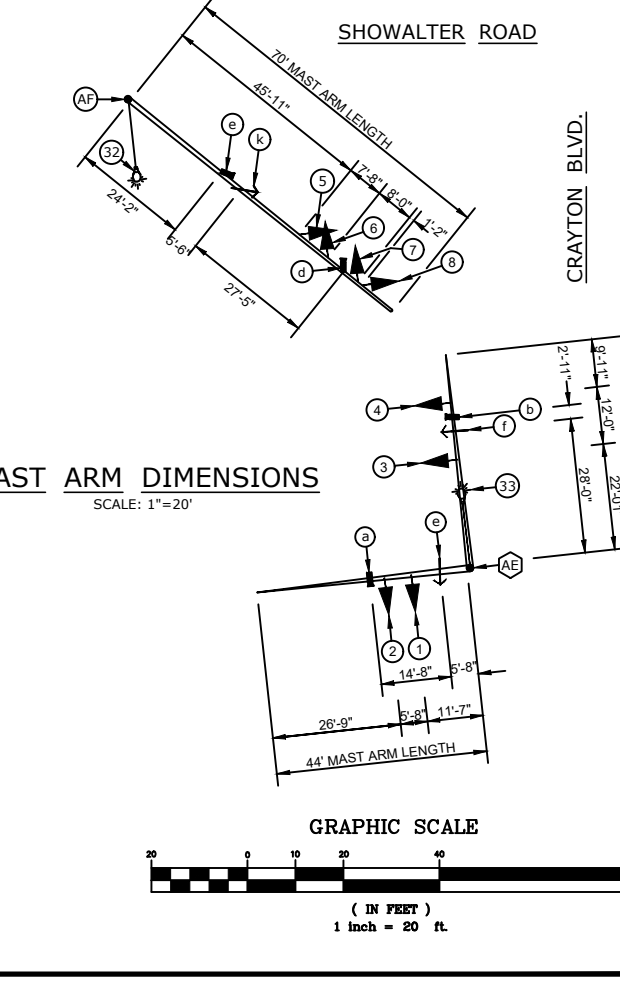 SHOWALTER ROAD
CRAYTON BLVD.
70' MAST ARM LENGTH
45'-11"
7'-8"
8'-0"
1'-2"
AF
e
k
32
5
6
7
8
d
24'-2"
5'-6"
27'-5"
AST ARM DIMENSIONS
SCALE: 1"=20'
4
b
f
3
33
2'-11"
9'-11"
12'-0"
28'-0"
a
e
AE
2
1
14'-8"
5'-8"
26'-9"
5'-8"
11'-7"
44' MAST ARM LENGTH
GRAPHIC SCALE
20
0
10
20
40
( IN FEET )
1 inch = 20 ft.